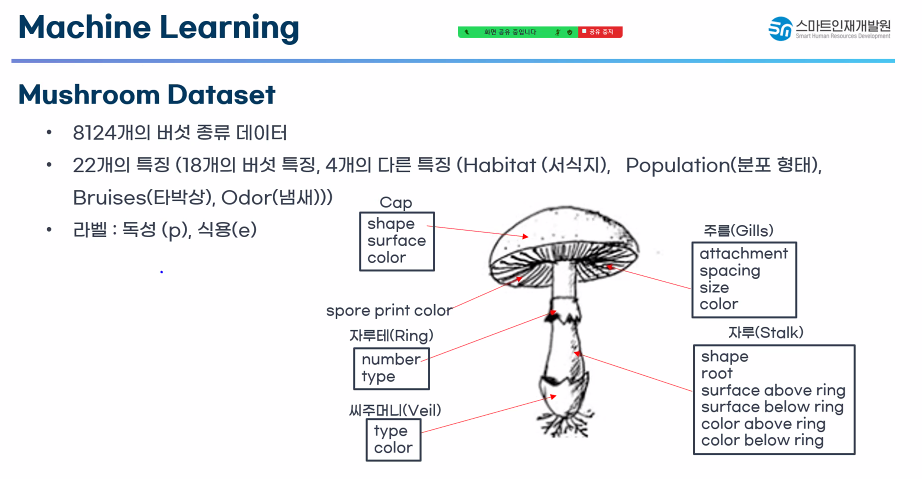 Machine Learning
화면 공유 중입니다
공유 중지
스마트인재개발원
Smart Human Resources Development
Mushroom Dataset
• 8124개의 버섯 종류 데이터
• 22개의 특징 (18개의 버섯 특징, 4개의 다른 특징 (Habitat (서식지), Population(분포 형태),
Bruises(타박상), Odor(냄새)))
• 라벨 : 독성 (p), 식용(e)
Cap
shape
surface
color
spore print color
자루테(Ring)
number
type
씨주머니(Veil)
type
color
주름(Gills)
attachment
spacing
size
color
자루(Stalk)
shape
root
surface above ring
surface below ring
color above ring
color below ring